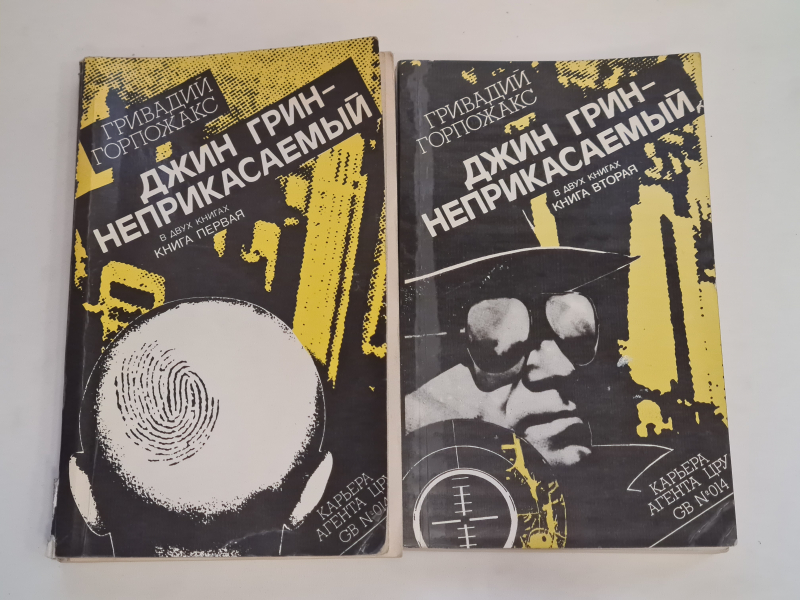 ГРИВАДИЙ
ГОРПОЖАКС
ДЖИН ГРИН–
НЕПРИКАСАЕМЫЙ
В ДВУХ КНИГАХ
КНИГА ПЕРВАЯ
КАРЬЕРА
АГЕНТА ЦРУ
GB №014
ГРИВАДИЙ
ГОРПОЖАКС
ДЖИН ГРИН–
НЕПРИКАСАЕМЫЙ
В ДВУХ КНИГАХ
КНИГА ВТОРАЯ
КАРЬЕРА
АГЕНТА ЦРУ
GB №014